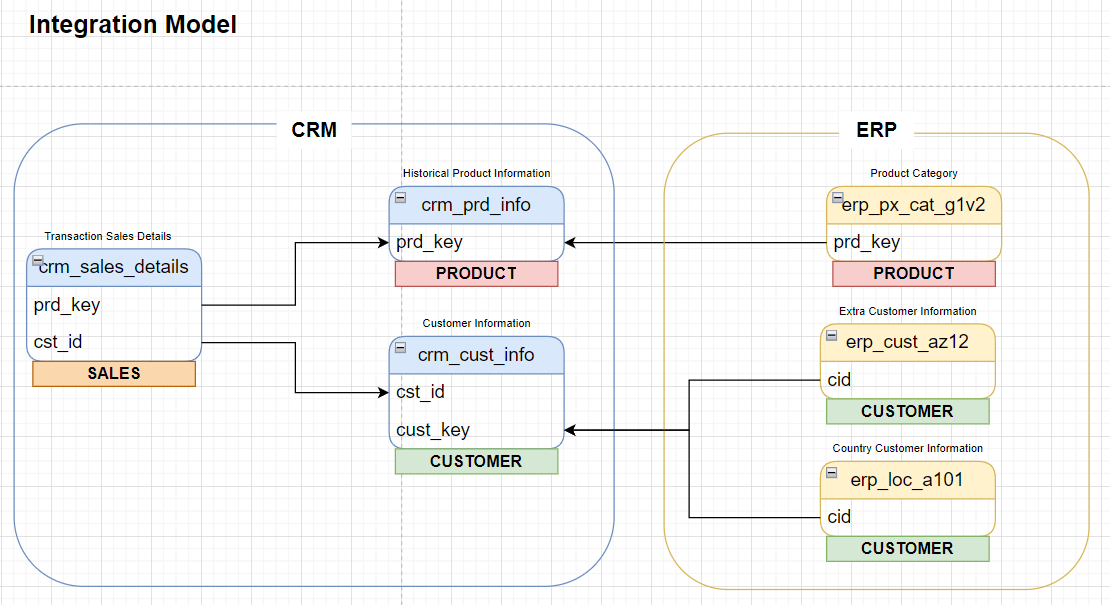 Integration Model
CRM
Transaction Sales Details
crm_sales_details
prd_key
cst_id
SALES
Historical Product Information
crm_prd_info
prd_key
PRODUCT
Customer Information
crm_cust_info
cst_id
cust_key
CUSTOMER
ERP
Product Category
erp_px_cat_g1v2
prd_key
PRODUCT
Extra Customer Information
erp_cust_az12
cid
CUSTOMER
Country Customer Information
erp_loc_a101
cid
CUSTOMER